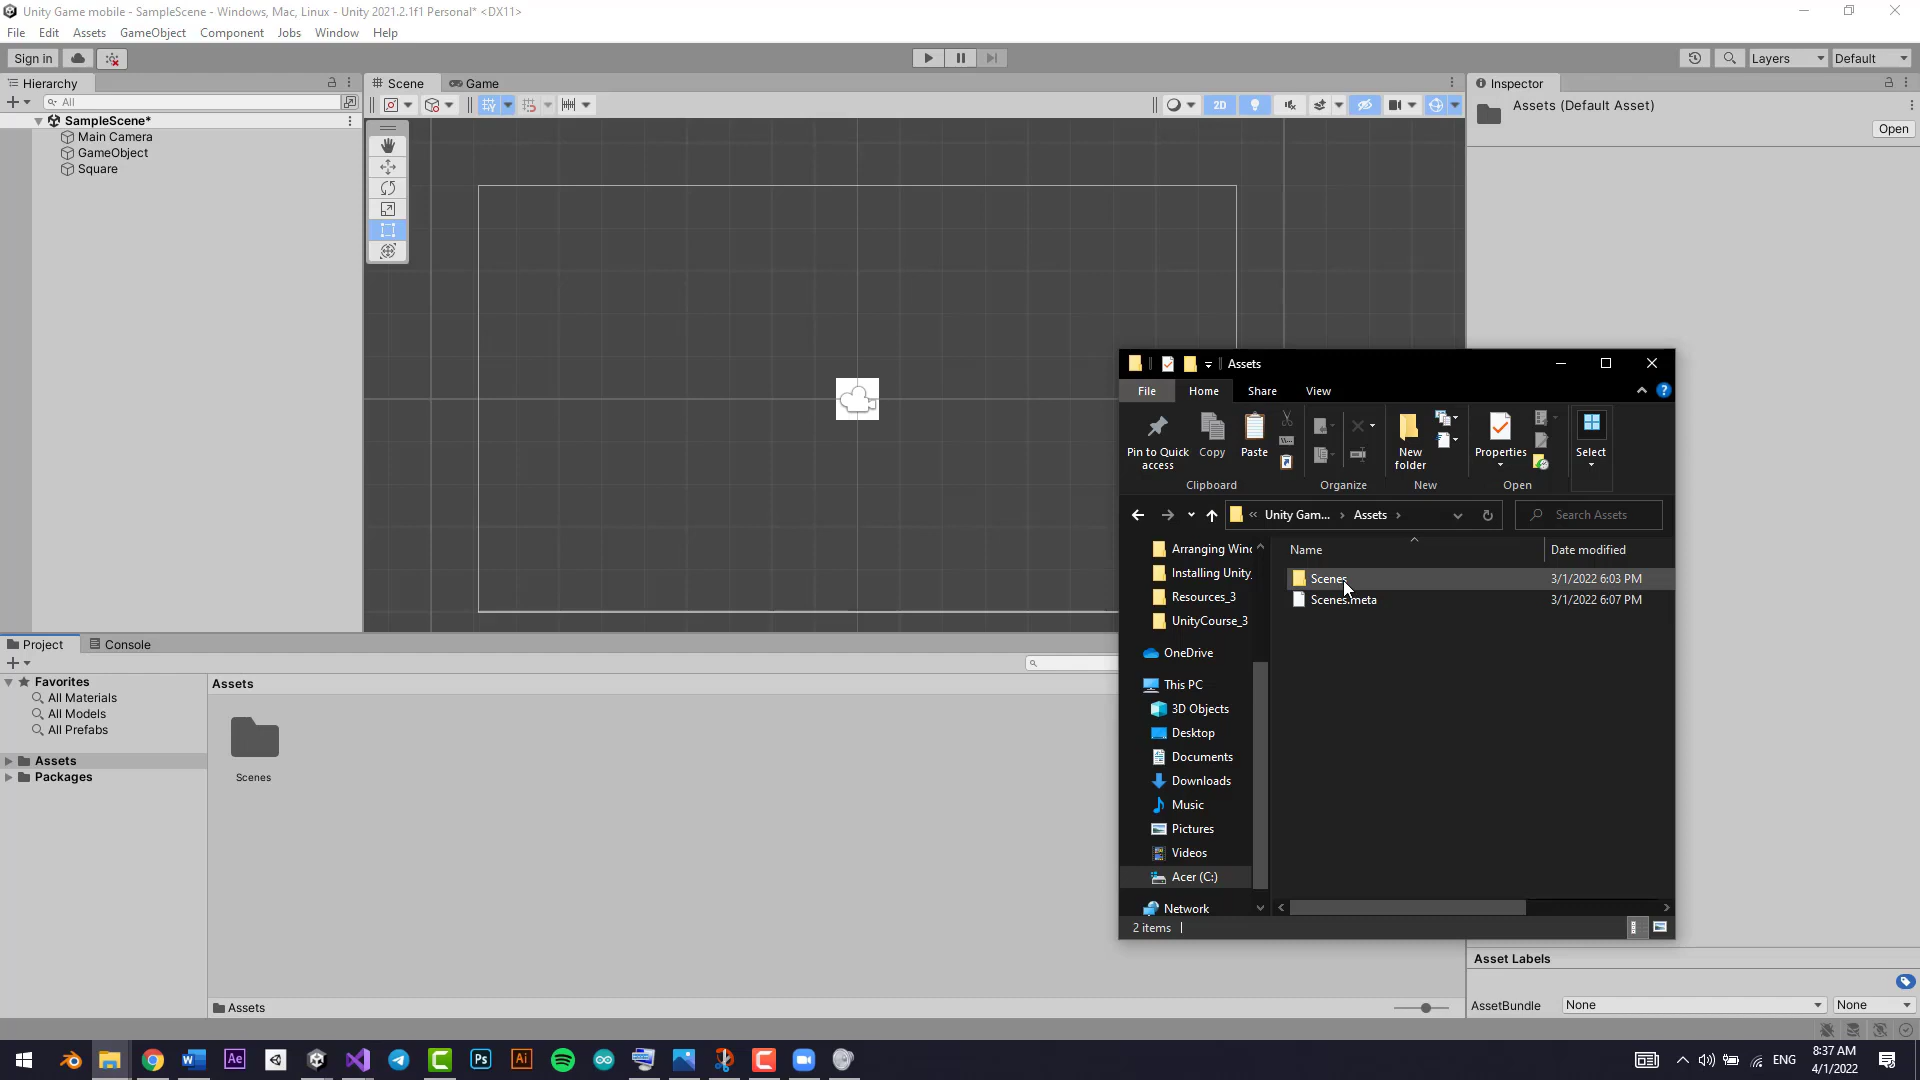 Unity Game mobile - SampleScene - Windows, Mac, Linux - Unity 2021.2.1f1 Personal* <DX11>
File Edit Assets GameObject Component Jobs Window Help
Sign in
Layers
Default
Hierarchy
All
SampleScene*
Main Camera
GameObject
Square
Scene
Game
2D
Inspector
Assets (Default Asset)
Open
Assets
File
Home
Share
View
Pin to Quick access
Copy
Paste
Clipboard
Organize
New folder
New
Properties
Open
Select
Unity Gam...
Assets
Search Assets
Arranging Winc
Installing Unity_
Resources_3
UnityCourse_3
OneDrive
This PC
3D Objects
Desktop
Documents
Downloads
Music
Pictures
Videos
Acer (C:)
Network
Name
Date modified
Scenes
3/1/2022 6:03 PM
Scenes.meta
3/1/2022 6:07 PM
2 items
Project
Console
Favorites
All Materials
All Models
All Prefabs
Assets
Packages
Assets
Scenes
Assets
Asset Labels
AssetBundle
None
None
Ae
Ps
Ai
ENG
8:37 AM
4/1/2022